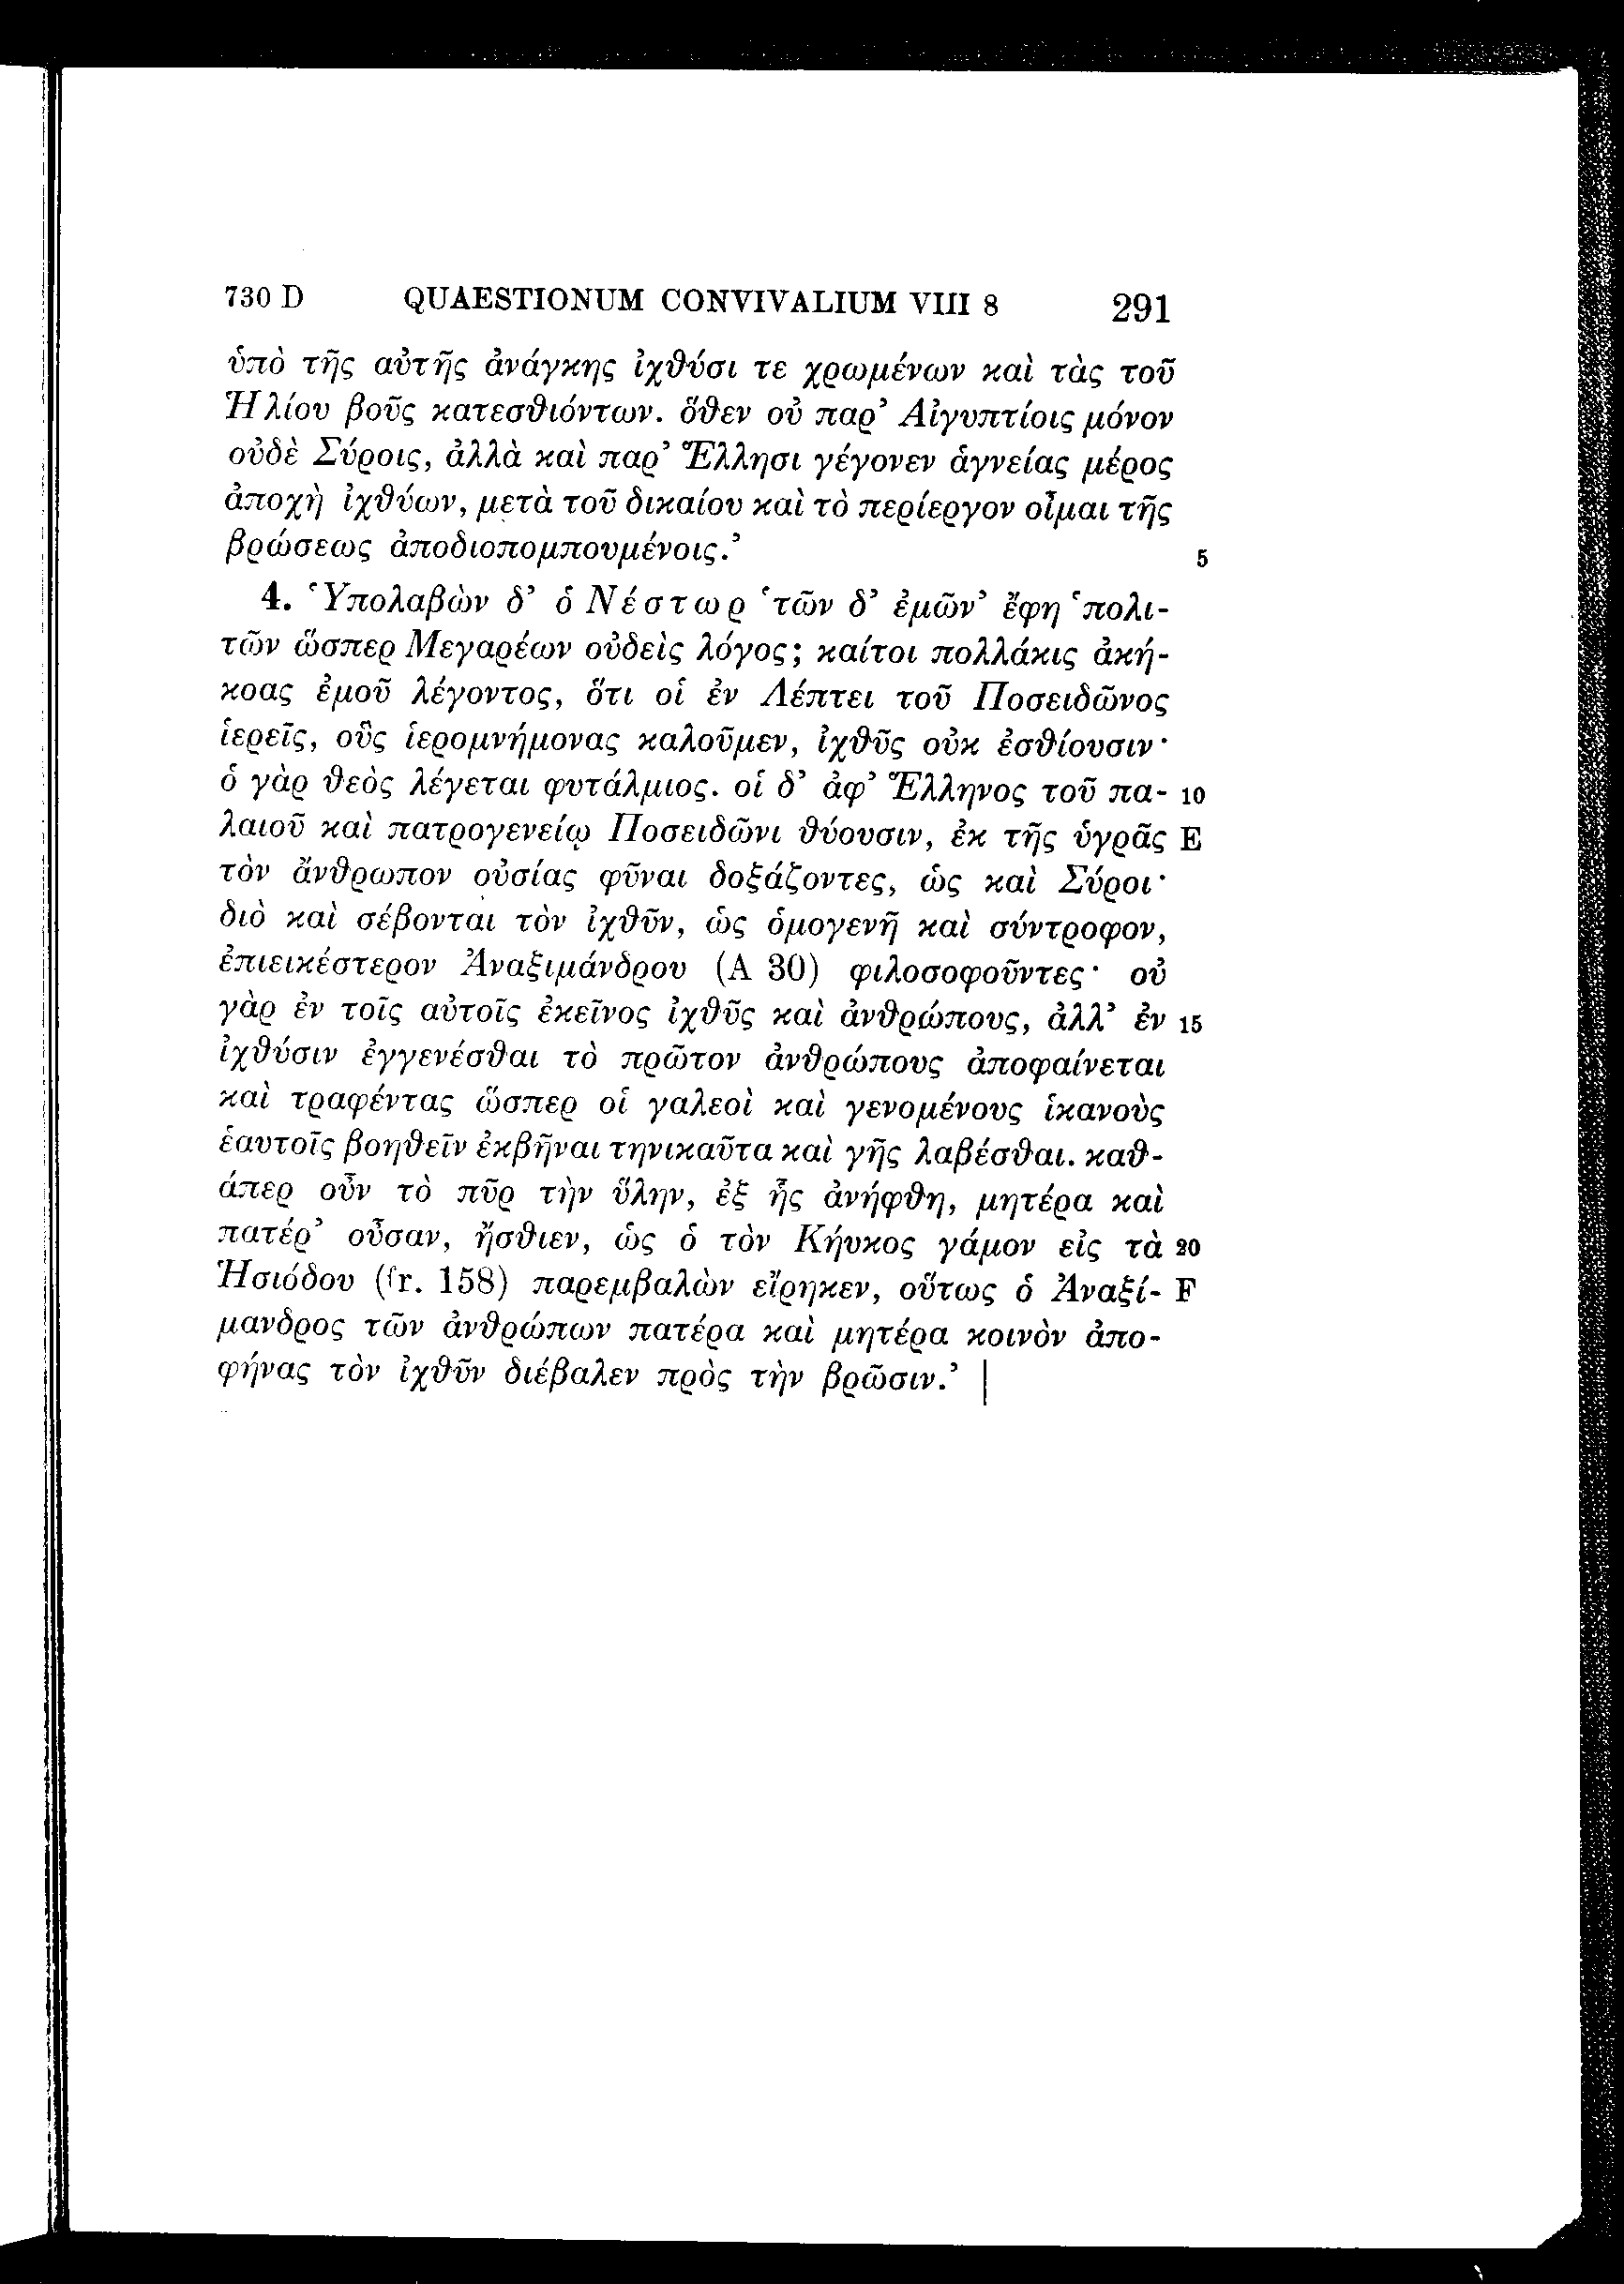 730 D QUAESTIONUM CONVIVALIUM VIII 8 291
ὑπὸ τῆς αὐτῆς ἀνάγκης ἰχθύσι τε χρωμένων καὶ τὰς τοῦ
Ἡλίου βοῦς κατεσθιόντων. ὅθεν οὐ παρ’ Αἰγυπτίοις μόνον
οὐδὲ Σύροις, ἀλλὰ καὶ παρ’ Ἕλλησι γέγονεν ἁγνείας μέρος
ἀποχὴ ἰχθύων, μετὰ τοῦ δικαίου καὶ τὸ περίεργον οἶμαι τῆς
βρώσεως ἀποδιοπομπουμένοις.’ 5
4. Ὑπολαβὼν δ’ ὁ Νέστωρ ‘τῶν δ’ ἐμῶν’ ἔφη ‘πολι-
τῶν ὥσπερ Μεγαρέων οὐδεὶς λόγος; καίτοι πολλάκις ἀκή-
κοας ἐμοῦ λέγοντος, ὅτι οἱ ἐν Λέπτει τοῦ Ποσειδῶνος
ἱερεῖς, οὓς ἱερομνήμονας καλοῦμεν, ἰχθῦς οὐκ ἐσθίουσιν·
ὁ γὰρ θεὸς λέγεται φυτάλμιος. οἱ δ’ ἀφ’ Ἕλληνος τοῦ πα- 10
λαιοῦ καὶ πατρογενείῳ Ποσειδῶνι θύουσιν, ἐκ τῆς ὑγρᾶς E
τὸν ἄνθρωπον οὐσίας φῦναι δοξάζοντες, ὡς καὶ Σύροι·
διὸ καὶ σέβονται τὸν ἰχθῦν, ὡς ὁμογενῆ καὶ σύντροφον,
ἐπιεικέστερον Ἀναξιμάνδρου (A 30) φιλοσοφοῦντες· οὐ
γὰρ ἐν τοῖς αὐτοῖς ἐκεῖνος ἰχθῦς καὶ ἀνθρώπους, ἀλλ’ ἐν 15
ἰχθύσιν ἐγγενέσθαι τὸ πρῶτον ἀνθρώπους ἀποφαίνεται
καὶ τραφέντας ὥσπερ οἱ γαλεοὶ καὶ γενομένους ἱκανοὺς
ἑαυτοῖς βοηθεῖν ἐκβῆναι τηνικαῦτα καὶ γῆς λαβέσθαι. καθ-
άπερ οὖν τὸ πῦρ τὴν ὕλην, ἐξ ἧς ἀνήφθη, μητέρα καὶ
πατέρ’ οὖσαν, ἤσθιεν, ὡς ὁ τὸν Κήυκος γάμον εἰς τὰ 20
Ἡσιόδου (fr. 158) παρεμβαλὼν εἴρηκεν, οὕτως ὁ Ἀναξί- F
μανδρος τῶν ἀνθρώπων πατέρα καὶ μητέρα κοινὸν ἀπο-
φήνας τὸν ἰχθῦν διέβαλεν πρὸς τὴν βρῶσιν.’ |